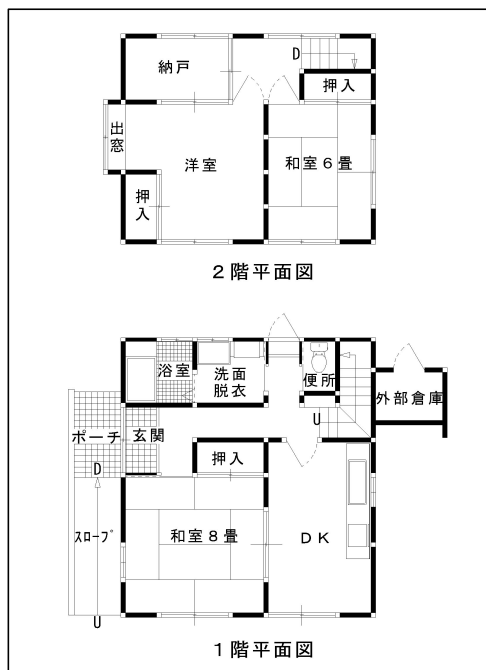 納戸
D
押入
出窓
洋室
和室6畳
押入
2階平面図
浴室
洗面脱衣
便所
外部倉庫
ポーチ
玄関
U
D
押入
スロープ
和室8畳
DK
U
1階平面図